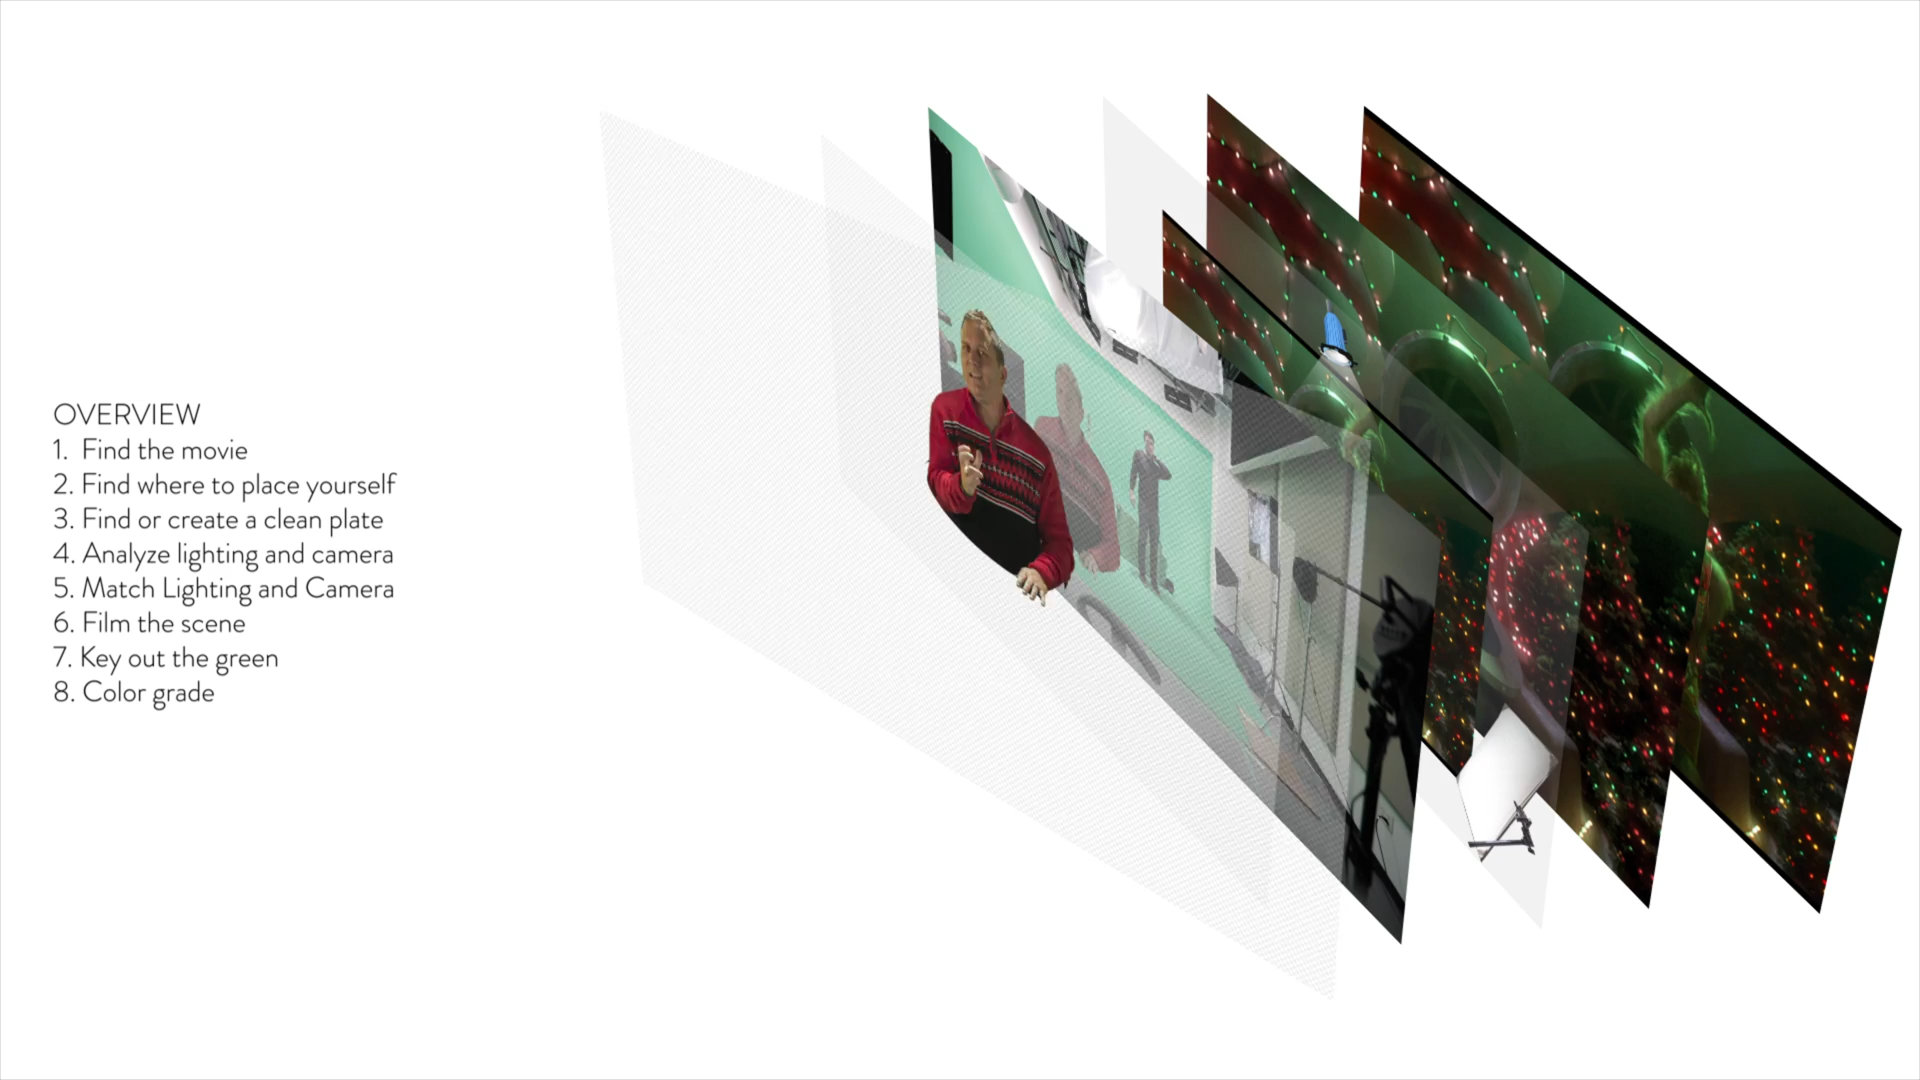 OVERVIEW
1. Find the movie
2. Find where to place yourself
3. Find or create a clean plate
4. Analyze lighting and camera
5. Match Lighting and Camera
6. Film the scene
7. Key out the green
8. Color grade